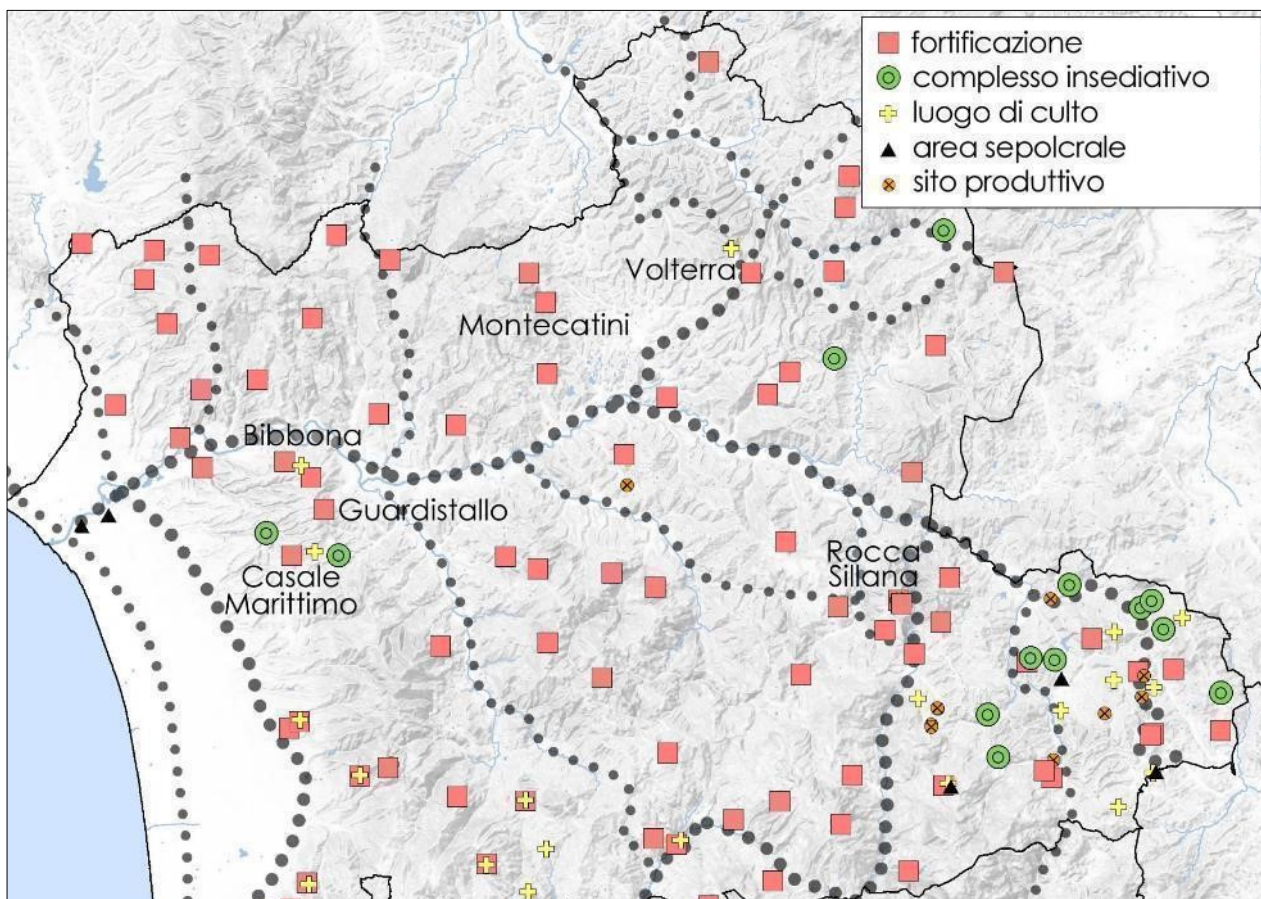 fortificazione
complesso insediativo
luogo di culto
area sepolcrale
sito produttivo
Volterra
Montecatini
Bibbona
Guardistallo
Casale
Marittimo
Rocca
Sillana